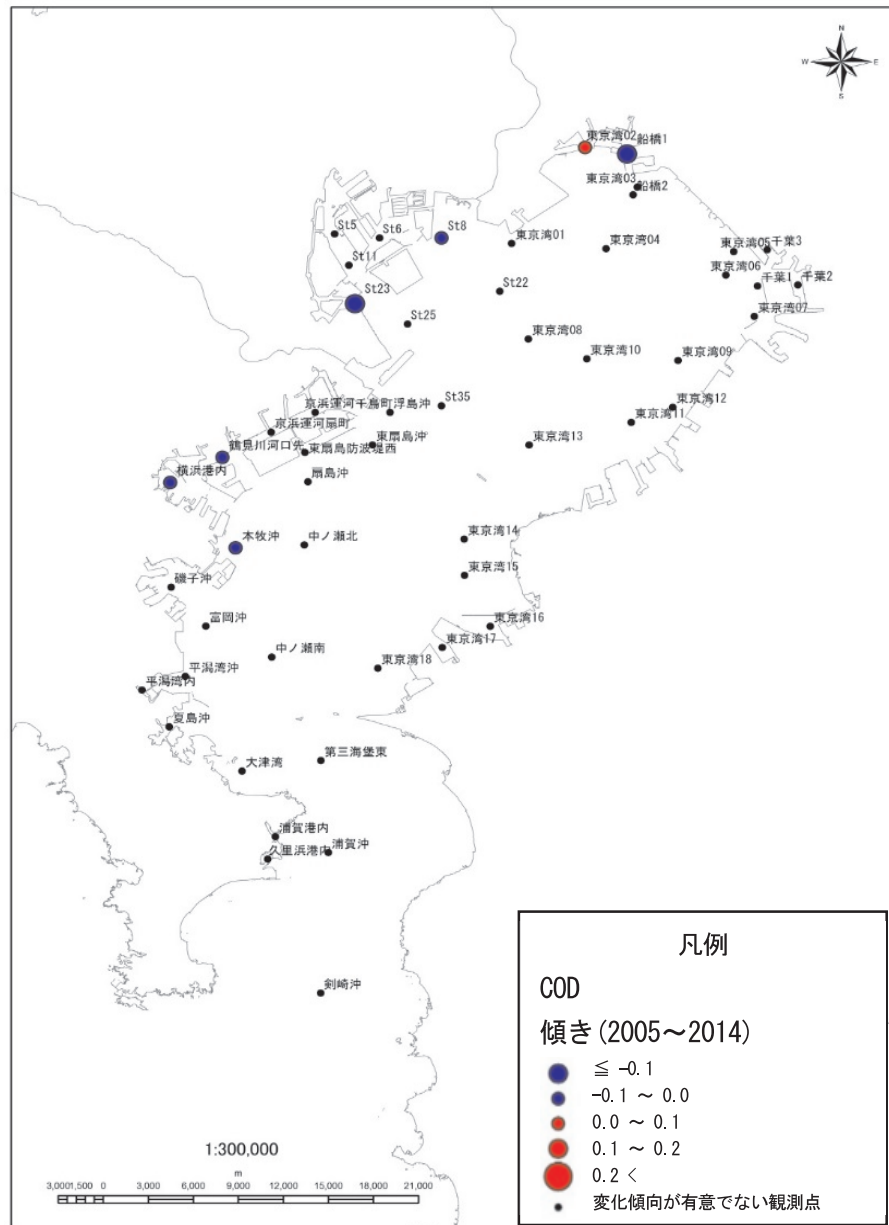 N
W
E
S
東京湾02
船橋1
東京湾03
船橋2
St5
St6
St8
東京湾01
東京湾04
東京湾05
千葉3
St11
東京湾06
千葉1
千葉2
St23
St22
東京湾07
St25
東京湾08
東京湾10
東京湾09
京浜運河千鳥町
浮島沖
St35
東京湾12
京浜運河扇町
東京湾11
鶴見川河口先
東扇島防波堤西
東扇島沖
東京湾13
横浜港内
扇島沖
本牧沖
中ノ瀬北
東京湾14
磯子沖
東京湾15
富岡沖
東京湾16
中ノ瀬南
東京湾17
平潟湾沖
東京湾18
平潟湾内
夏島沖
大津湾
第三海堡東
浦賀港内
久里浜港内
浦賀沖
剣崎沖
凡例
COD
傾き(2005～2014)
≦ -0.1
-0.1 ～ 0.0
0.0 ～ 0.1
0.1 ～ 0.2
0.2 <
変化傾向が有意でない観測点
1:300,000
m
3,000 1,500 0 3,000 6,000 9,000 12,000 15,000 18,000 21,000